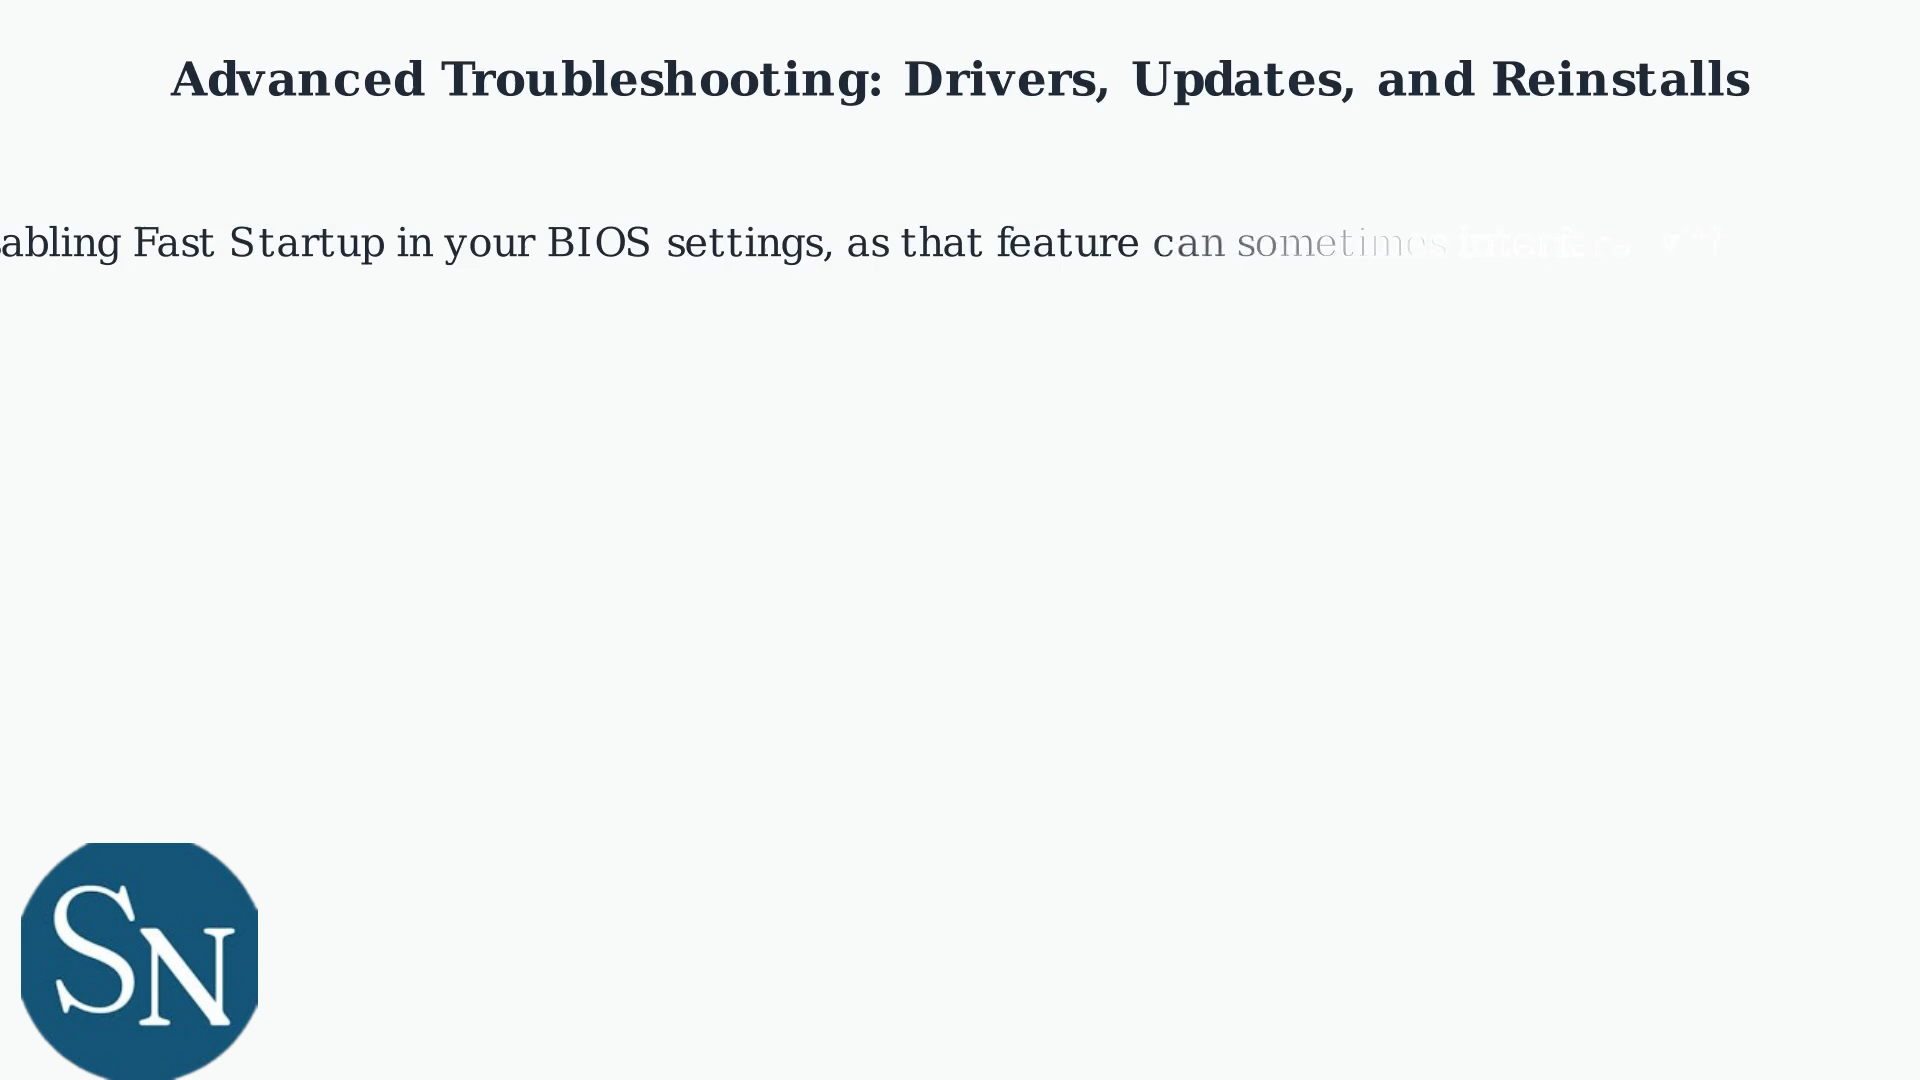 Advanced Troubleshooting: Drivers, Updates, and Reinstalls
abling Fast Startup in your BIOS settings, as that feature can sometimes
SN